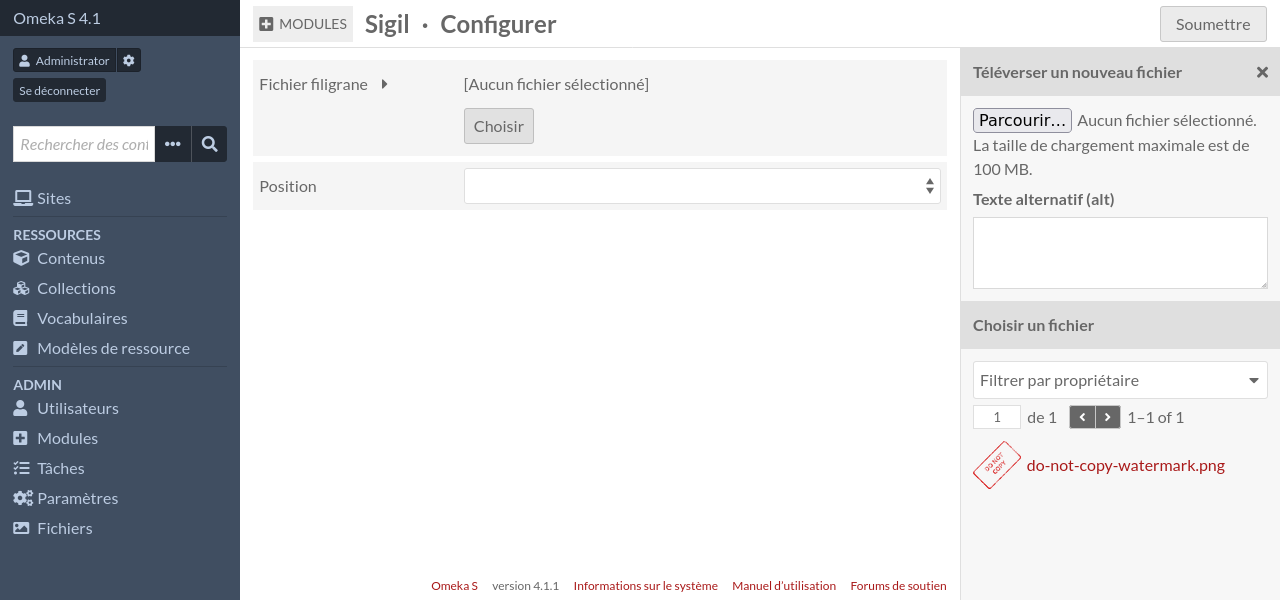 Omeka S 4.1
Administrator
Se déconnecter
Rechercher des cont
Sites
RESSOURCES
Contenus
Collections
Vocabulaires
Modèles de ressource
ADMIN
Utilisateurs
Modules
Tâches
Paramètres
Fichiers
MODULES Sigil · Configurer
Soumettre
Fichier filigrane
[Aucun fichier sélectionné]
Choisir
Position
Téléverser un nouveau fichier
Parcourir… Aucun fichier sélectionné.
La taille de chargement maximale est de
100 MB.
Texte alternatif (alt)
Choisir un fichier
Filtrer par propriétaire
1 de 1 1–1 of 1
DO NOT
COPY
do-not-copy-watermark.png
Omeka S version 4.1.1 Informations sur le système Manuel d'utilisation Forums de soutien